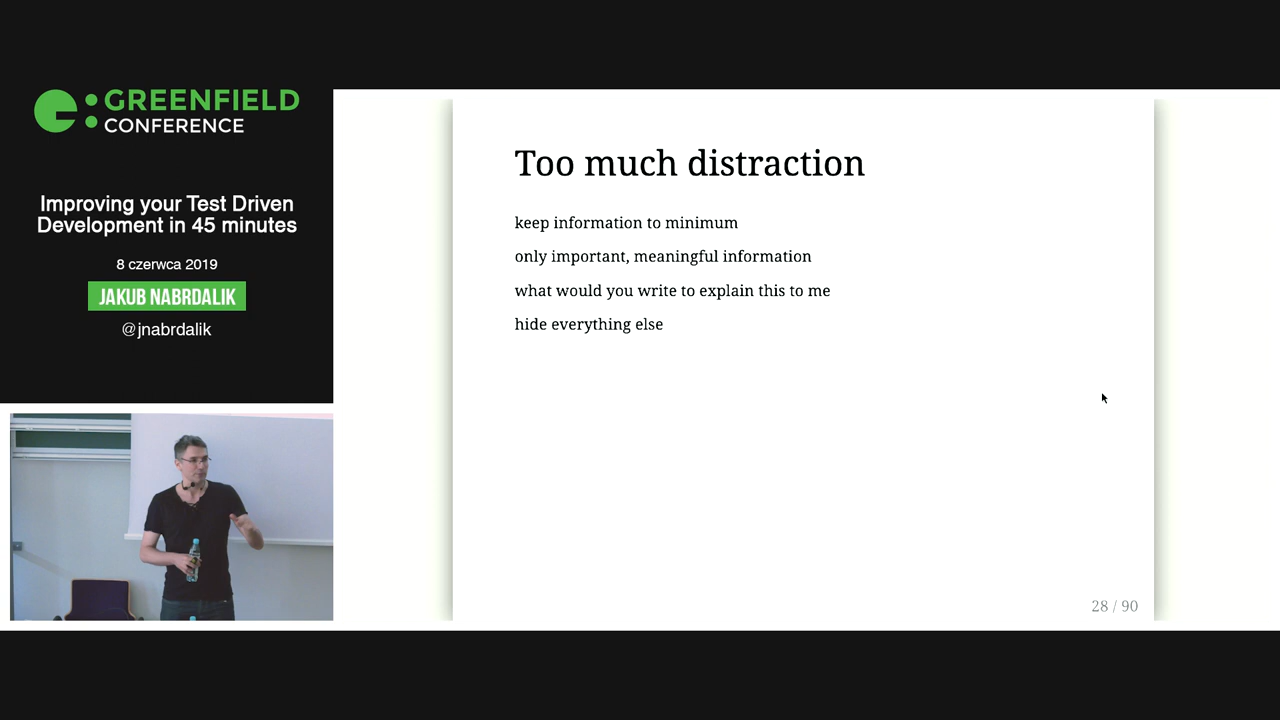 GREENFIELD
CONFERENCE
Improving your Test Driven
Development in 45 minutes
8 czerwca 2019
JAKUB NABRDALIK
@jnabrdalik
Too much distraction
keep information to minimum
only important, meaningful information
what would you write to explain this to me
hide everything else
28 / 90